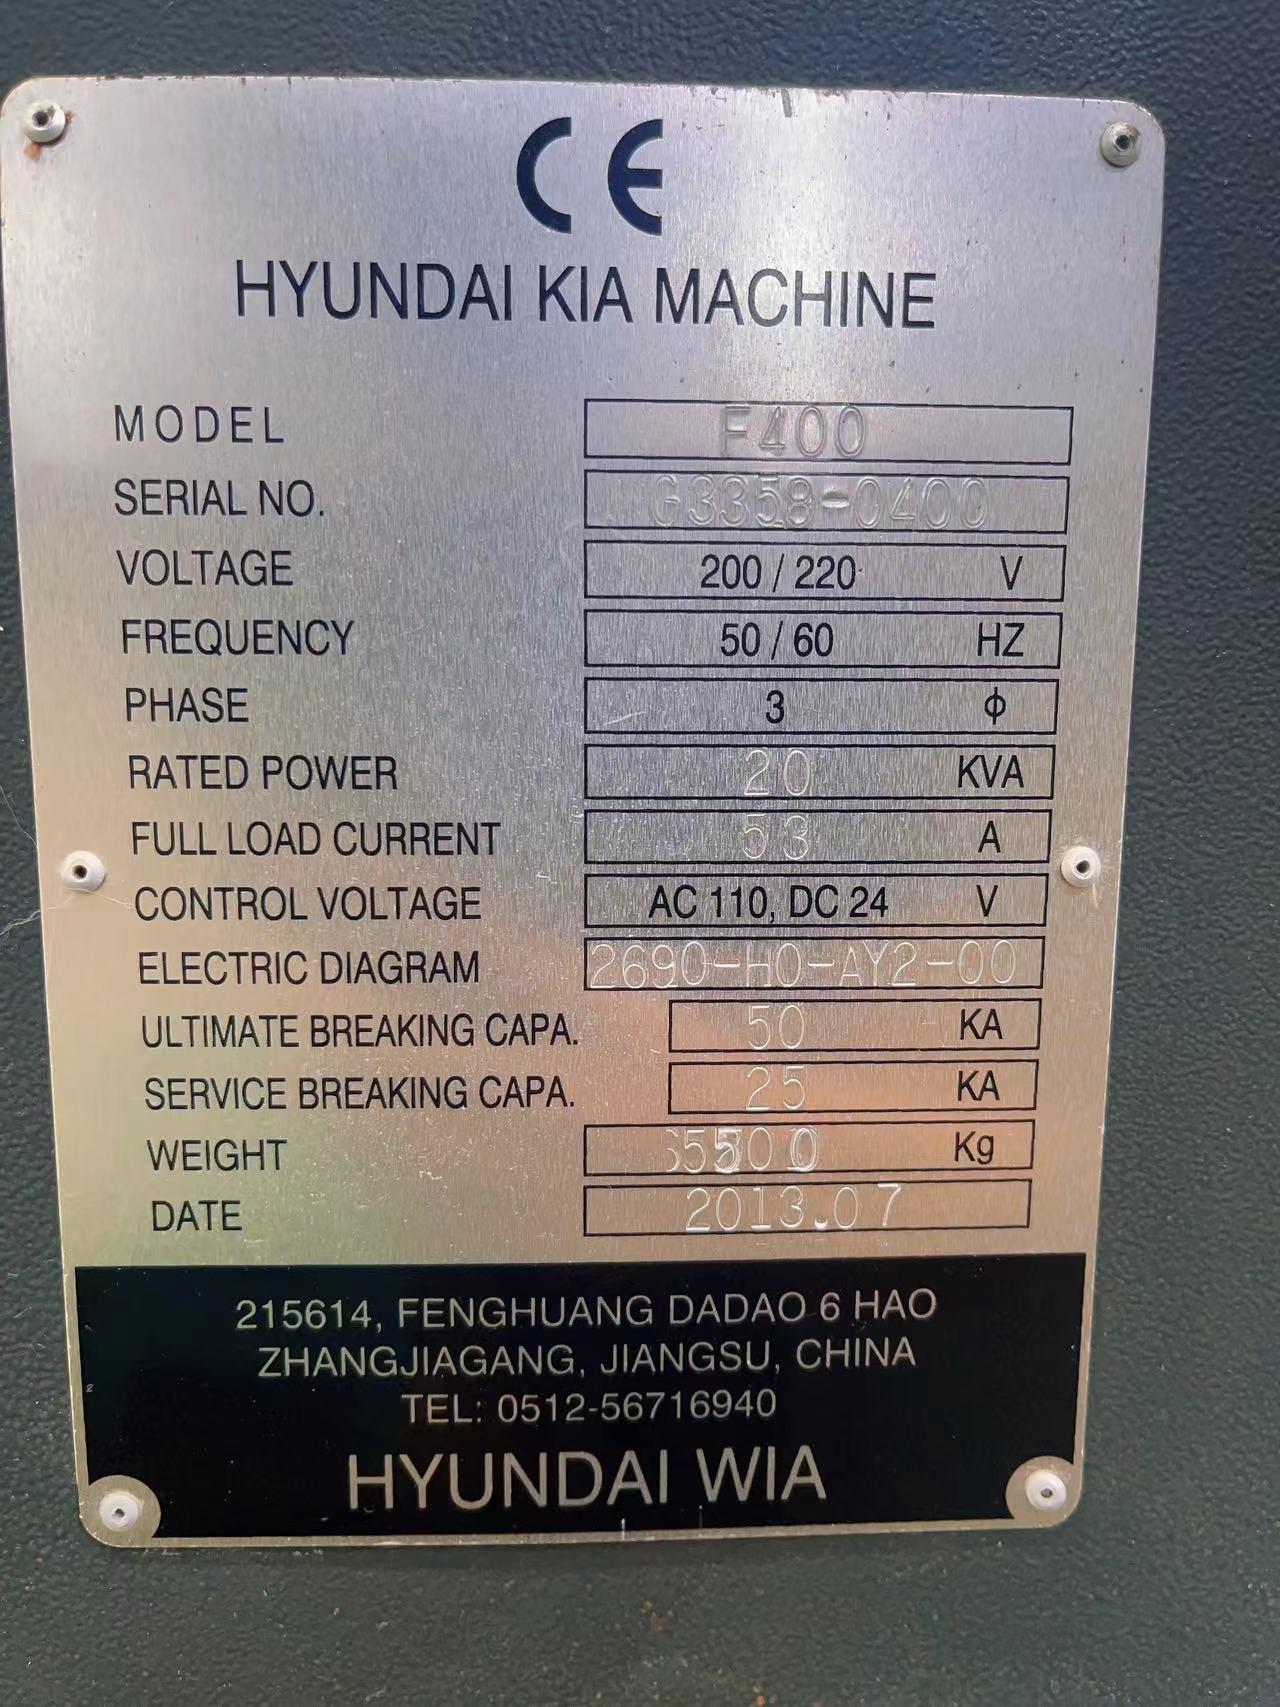 CE
HYUNDAI KIA MACHINE
MODEL F400
SERIAL NO. G3358-0400
VOLTAGE 200 / 220 V
FREQUENCY 50 / 60 HZ
PHASE 3 ϕ
RATED POWER 20 KVA
FULL LOAD CURRENT 53 A
CONTROL VOLTAGE AC 110, DC 24 V
ELECTRIC DIAGRAM 2690-H0-AY2-00
ULTIMATE BREAKING CAPA. 50 KA
SERVICE BREAKING CAPA. 25 KA
WEIGHT Kg
DATE 2013.07
215614, FENGHUANG DADAO 6 HAO
ZHANGJIAGANG, JIANGSU, CHINA
TEL: 0512-56716940
HYUNDAI WIA